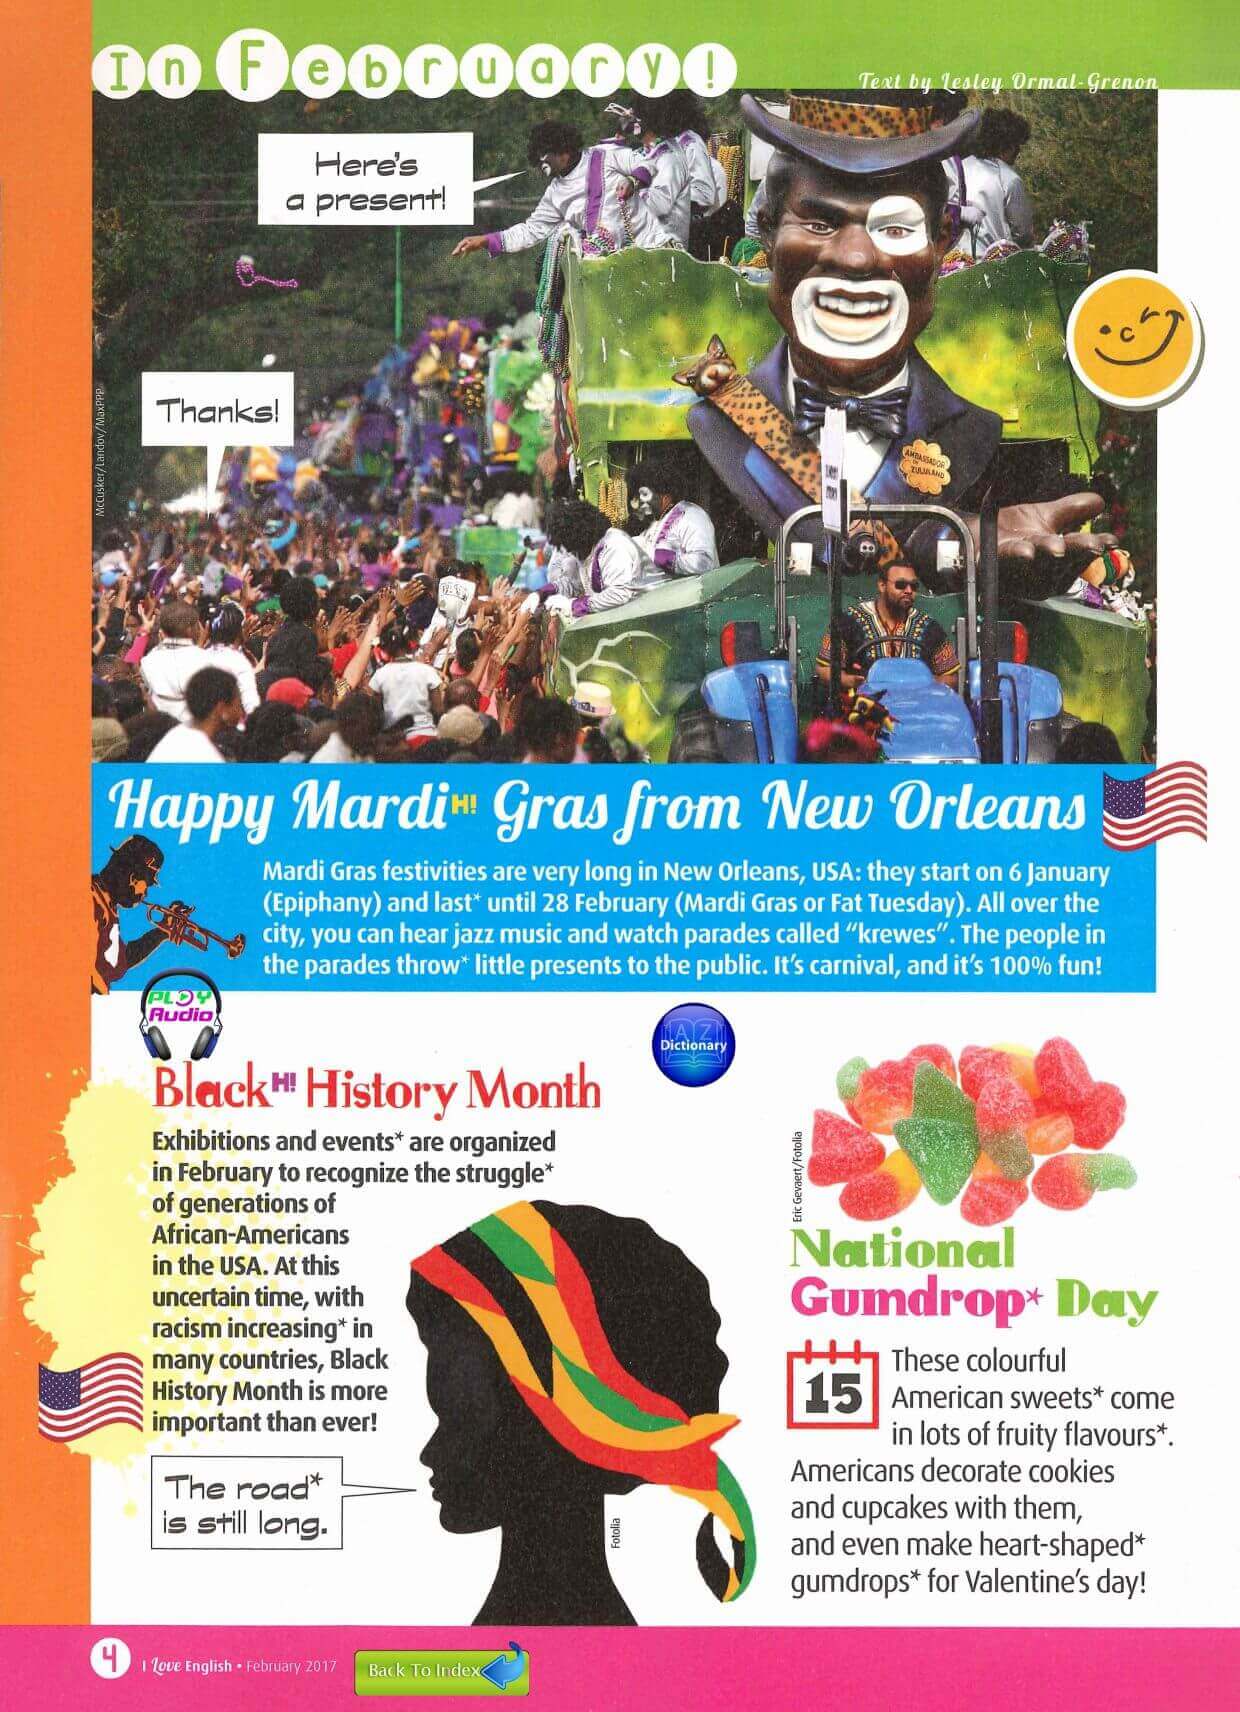 In February!
Text by Lesley Ormal-Grenon
Here's
a present!
Thanks!
McCusker/Landov/MaxPPP
AMBASSADOR
OF
ZULULAND
Happy Mardi H! Gras from New Orleans
Mardi Gras festivities are very long in New Orleans, USA: they start on 6 January
(Epiphany) and last* until 28 February (Mardi Gras or Fat Tuesday). All over the
city, you can hear jazz music and watch parades called “krewes”. The people in
the parades throw* little presents to the public. It's carnival, and it's 100% fun!
PLAY
Audio
A Z
Dictionary
Black H! History Month
Exhibitions and events* are organized
in February to recognize the struggle*
of generations of
African-Americans
in the USA. At this
uncertain time, with
racism increasing* in
many countries, Black
History Month is more
important than ever!
The road*
is still long.
Fotolia
Eric Gevaert/Fotolia
National
Gumdrop* Day
15
These colourful
American sweets* come
in lots of fruity flavours*.
Americans decorate cookies
and cupcakes with them,
and even make heart-shaped*
gumdrops* for Valentine's day!
4 I Love English • February 2017
Back To Index